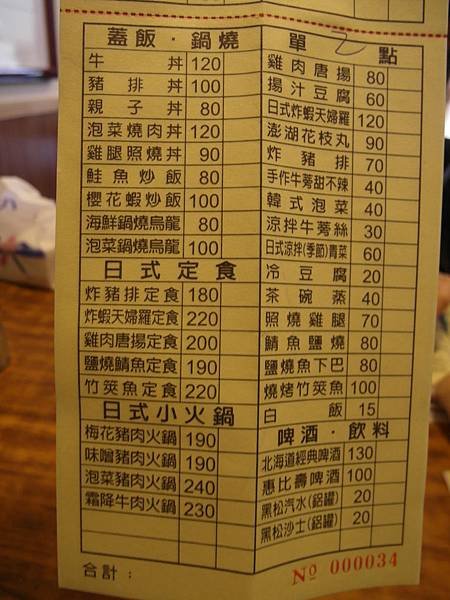 蓋飯．鍋燒
牛丼 120
豬排丼 100
親子丼 80
泡菜燒肉丼 120
雞腿照燒丼 90
鮭魚炒飯 80
櫻花蝦炒飯 100
海鮮鍋燒烏龍 80
泡菜鍋燒烏龍 100
日式定食
炸豬排定食 180
炸蝦天婦羅定食 220
雞肉唐揚定食 200
鹽燒鯖魚定食 190
竹筴魚定食 220
日式小火鍋
梅花豬肉火鍋 190
味噌豬肉火鍋 190
泡菜豬肉火鍋 240
霜降牛肉火鍋 230
合計：
單點
2
雞肉唐揚 80
揚汁豆腐 60
日式炸蝦天婦羅 120
澎湖花枝丸 90
炸豬排 70
手作牛蒡甜不辣 40
韓式泡菜 40
涼拌牛蒡絲 30
日式涼拌(季節)青菜 60
冷豆腐 20
茶碗蒸 40
照燒雞腿 70
鯖魚鹽燒 80
鹽燒魚下巴 80
燒烤竹筴魚 100
白飯 15
啤酒．飲料
北海道經典啤酒 130
惠比壽啤酒 100
黑松汽水(鋁罐) 20
黑松沙士(鋁罐) 20
Nº 000034